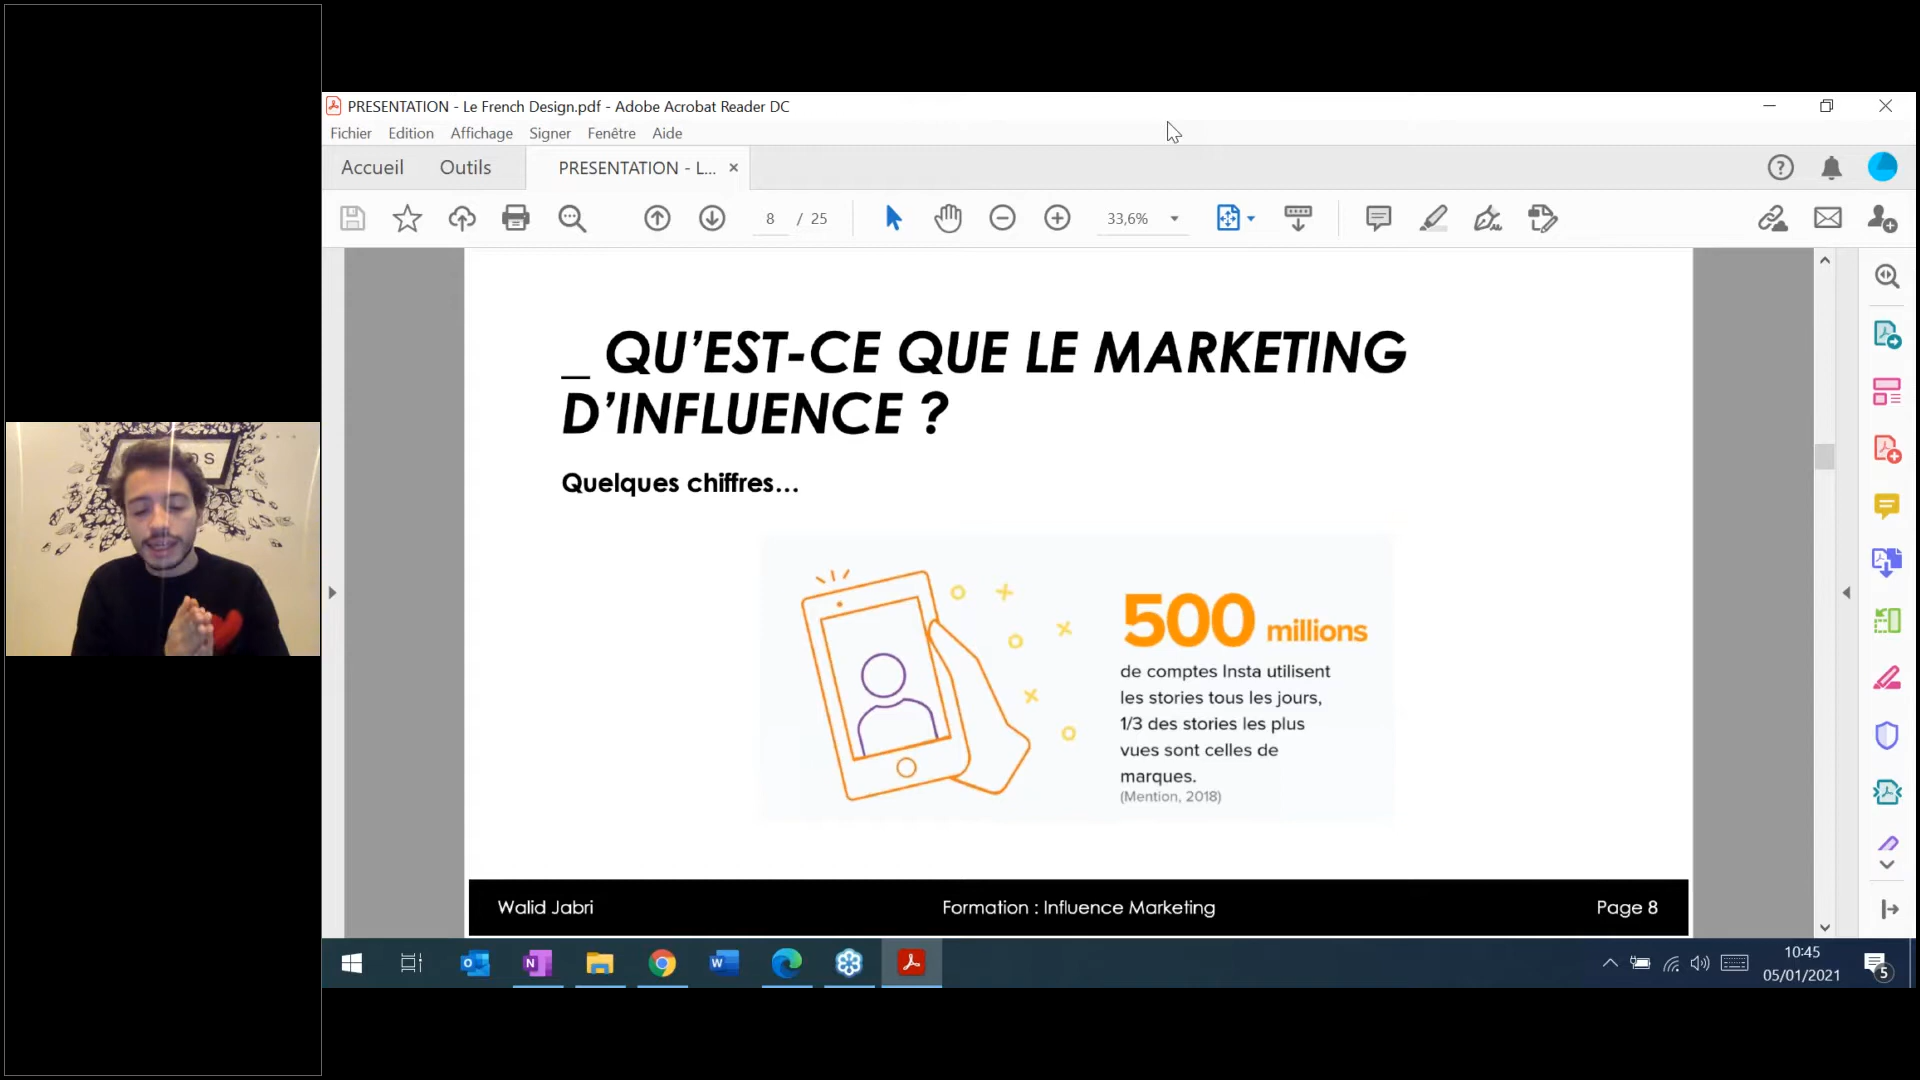 PRESENTATION - Le French Design.pdf - Adobe Acrobat Reader DC
Fichier Edition Affichage Signer Fenêtre Aide
Accueil Outils PRESENTATION - L... ×
8 / 25 33,6%
_ QU’EST-CE QUE LE MARKETING
D’INFLUENCE ?
Quelques chiffres...
500 millions
de comptes Insta utilisent
les stories tous les jours,
1/3 des stories les plus
vues sont celles de
marques.
(Mention, 2018)
Walid Jabri Formation : Influence Marketing Page 8
10:45
05/01/2021
5